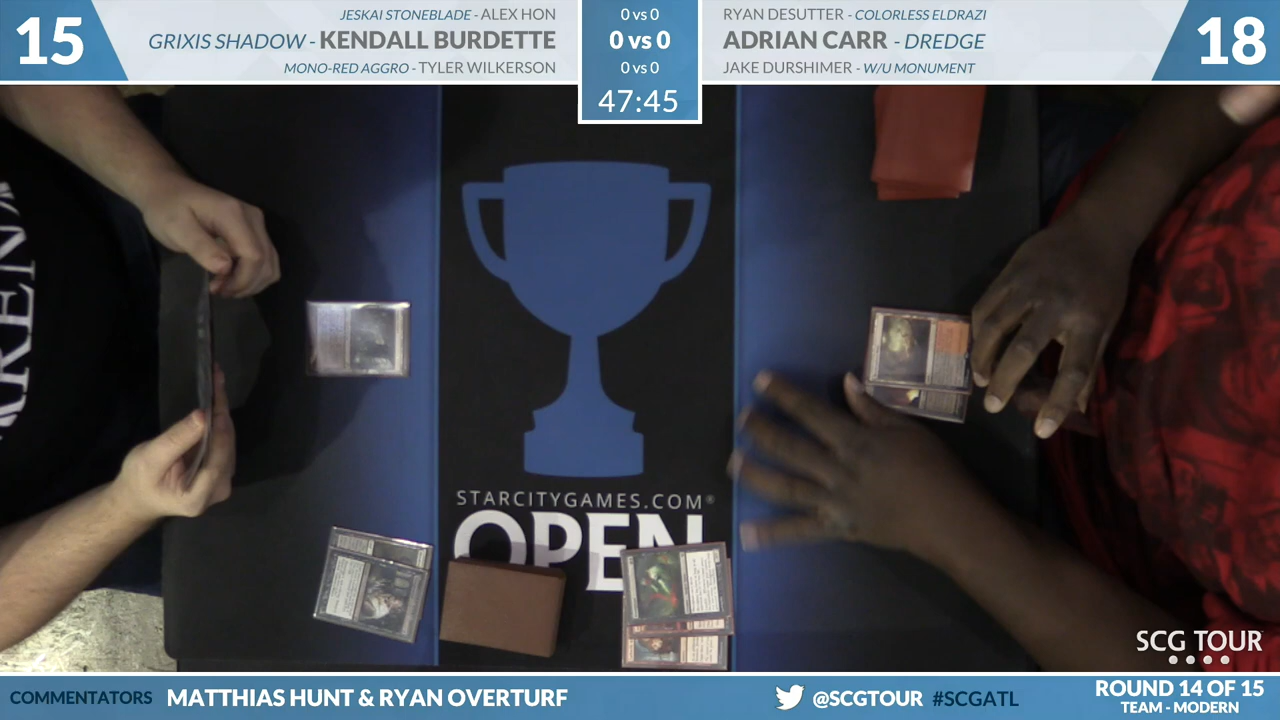 15
JESKAI STONEBLADE - ALEX HON
GRIXIS SHADOW - KENDALL BURDETTE
MONO-RED AGGRO - TYLER WILKERSON
0 vs 0
0 vs 0
0 vs 0
47:45
RYAN DESUTTER - COLORLESS ELDRAZI
ADRIAN CARR - DREDGE
JAKE DURSHIMER - W/U MONUMENT
18
STARCITYGAMES.COM®
OPEN
SCG TOUR
COMMENTATORS MATTHIAS HUNT & RYAN OVERTURF
@SCGTOUR #SCGATL
ROUND 14 OF 15
TEAM - MODERN